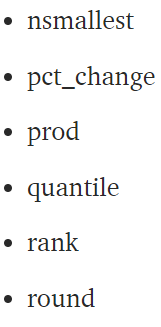 • nsmallest
• pct_change
• prod
• quantile
• rank
• round